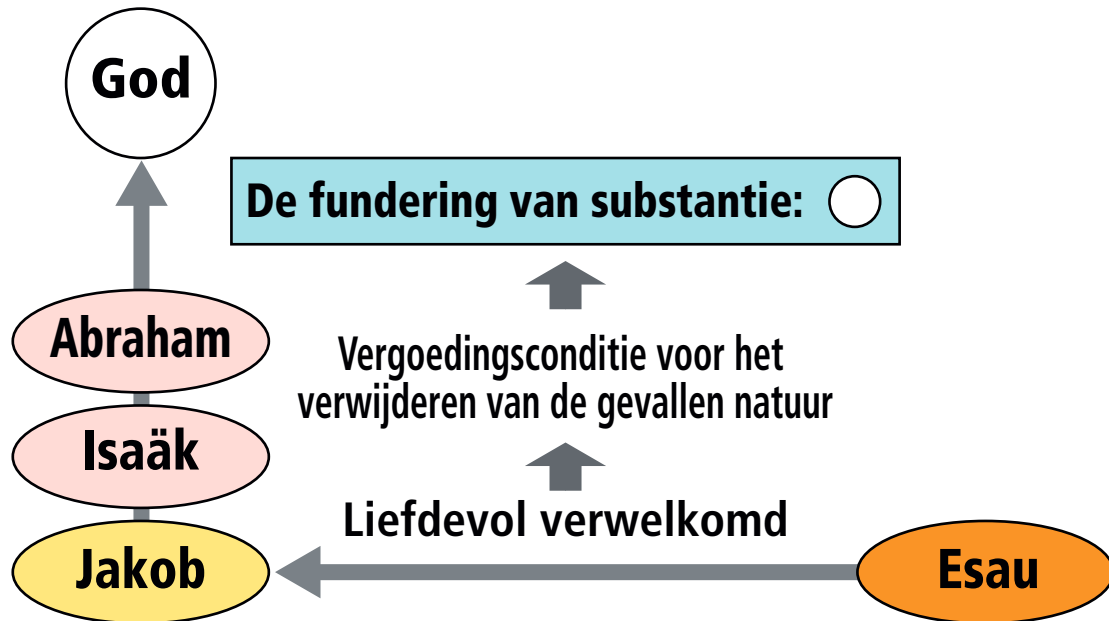 God
De fundering van substantie:
Abraham
Vergoedingsconditie voor het
verwijderen van de gevallen natuur
Isaäk
Liefdevol verwelkomd
Jakob
Esau